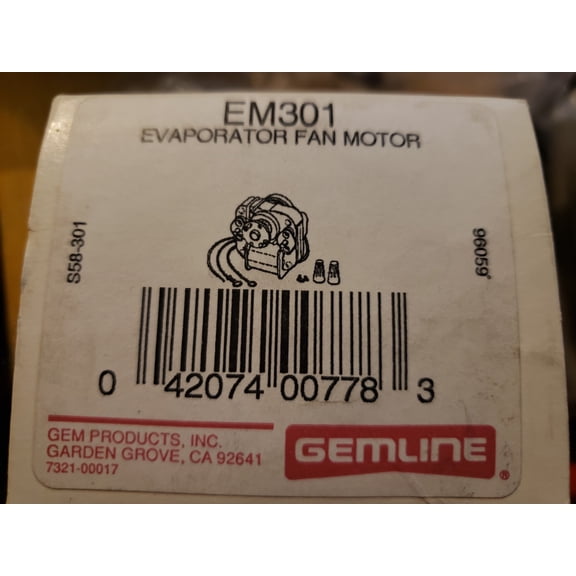 EM301
EVAPORATOR FAN MOTOR
S58-301
96059
0 42074 00778 3
GEM PRODUCTS, INC.
GARDEN GROVE, CA 92641
7321-00017
GEMLINE®